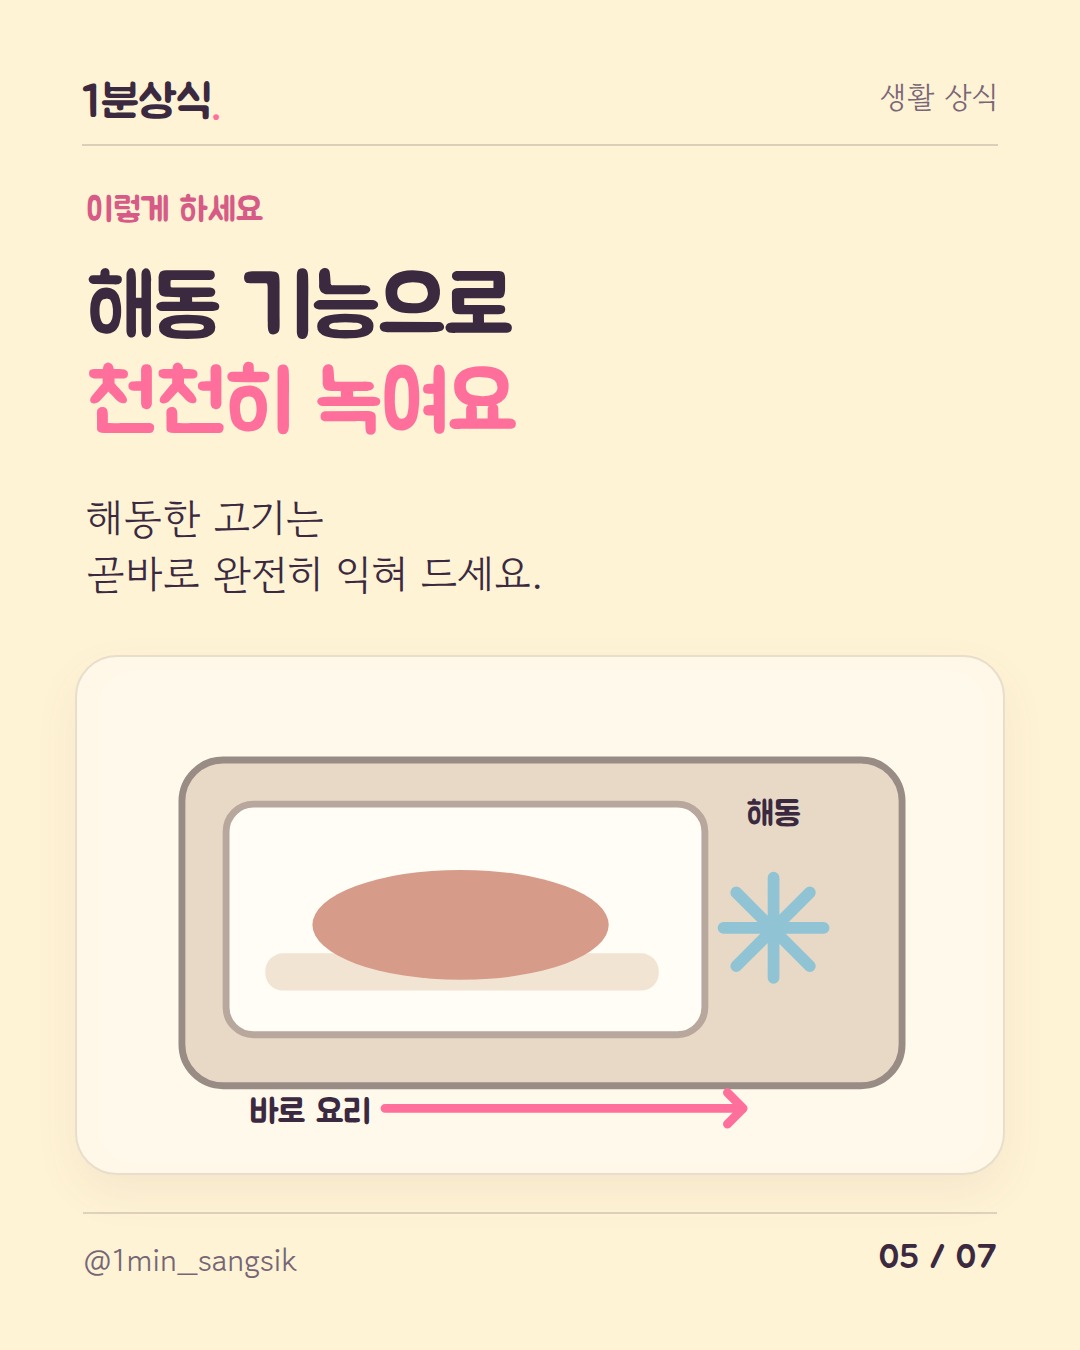 1분상식.
생활 상식
이렇게 하세요
해동 기능으로
천천히 녹여요
해동한 고기는
곧바로 완전히 익혀 드세요.
해동
바로 요리
@1min_sangsik
05 / 07